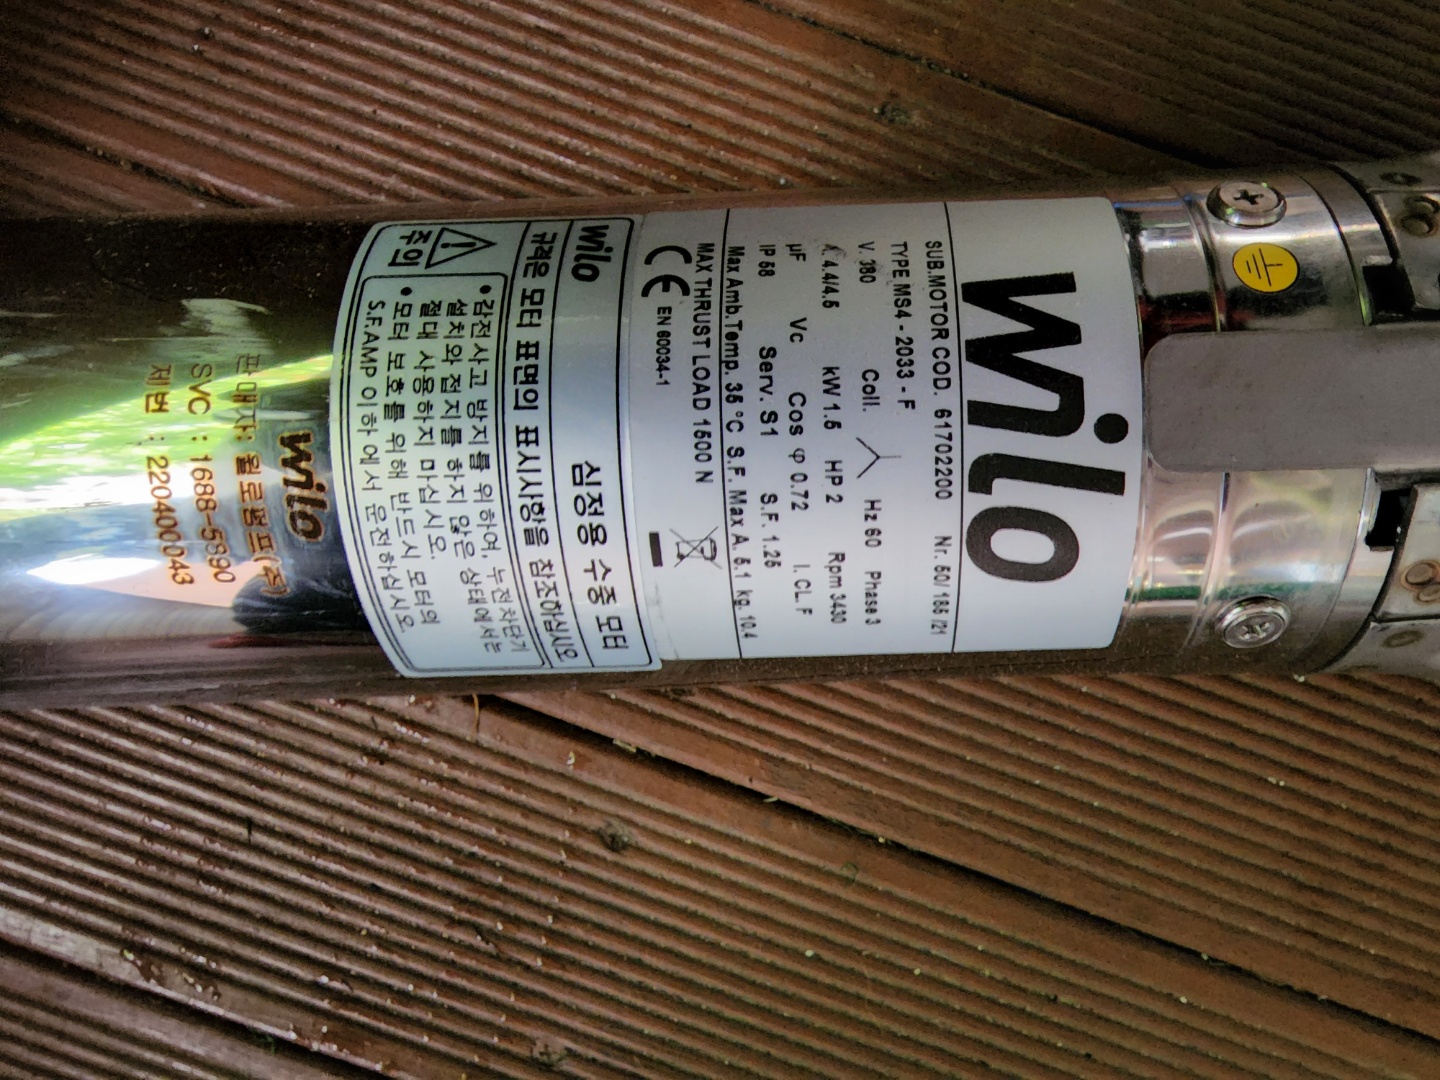 wilo
SUB.MOTOR COD. 61702200 Nr. 50/185/21
TYPE MS4 - 2033 - F
V. 380 Coll. Hz 60 Phase 3
A. 4.4/4.5 kW 1.5 HP 2 Rpm 3430
µF Vc Cos φ 0.72 I. CL. F
IP 58 Serv. S1 S.F. 1.25
Max Amb.Temp. 35 °C S.F. Max A. 5.1 kg. 10.4
MAX THRUST LOAD 1500 N
CE EN 60034-1
wilo 심정용 수중 모터
규격은 모터 표면의 표시사항을 참조하십시오
주의
• 감전사고 방지를 위하여, 누전차단기
설치와 접지를 하지 않은 상태에서는
절대 사용하지 마십시오.
• 모터 보호를 위해 반드시 모터의
S.F.AMP 이하에서 운전하십시오.
wilo
판매자: 윌로펌프(주)
SVC : 1688-5890
제번 : 220400043